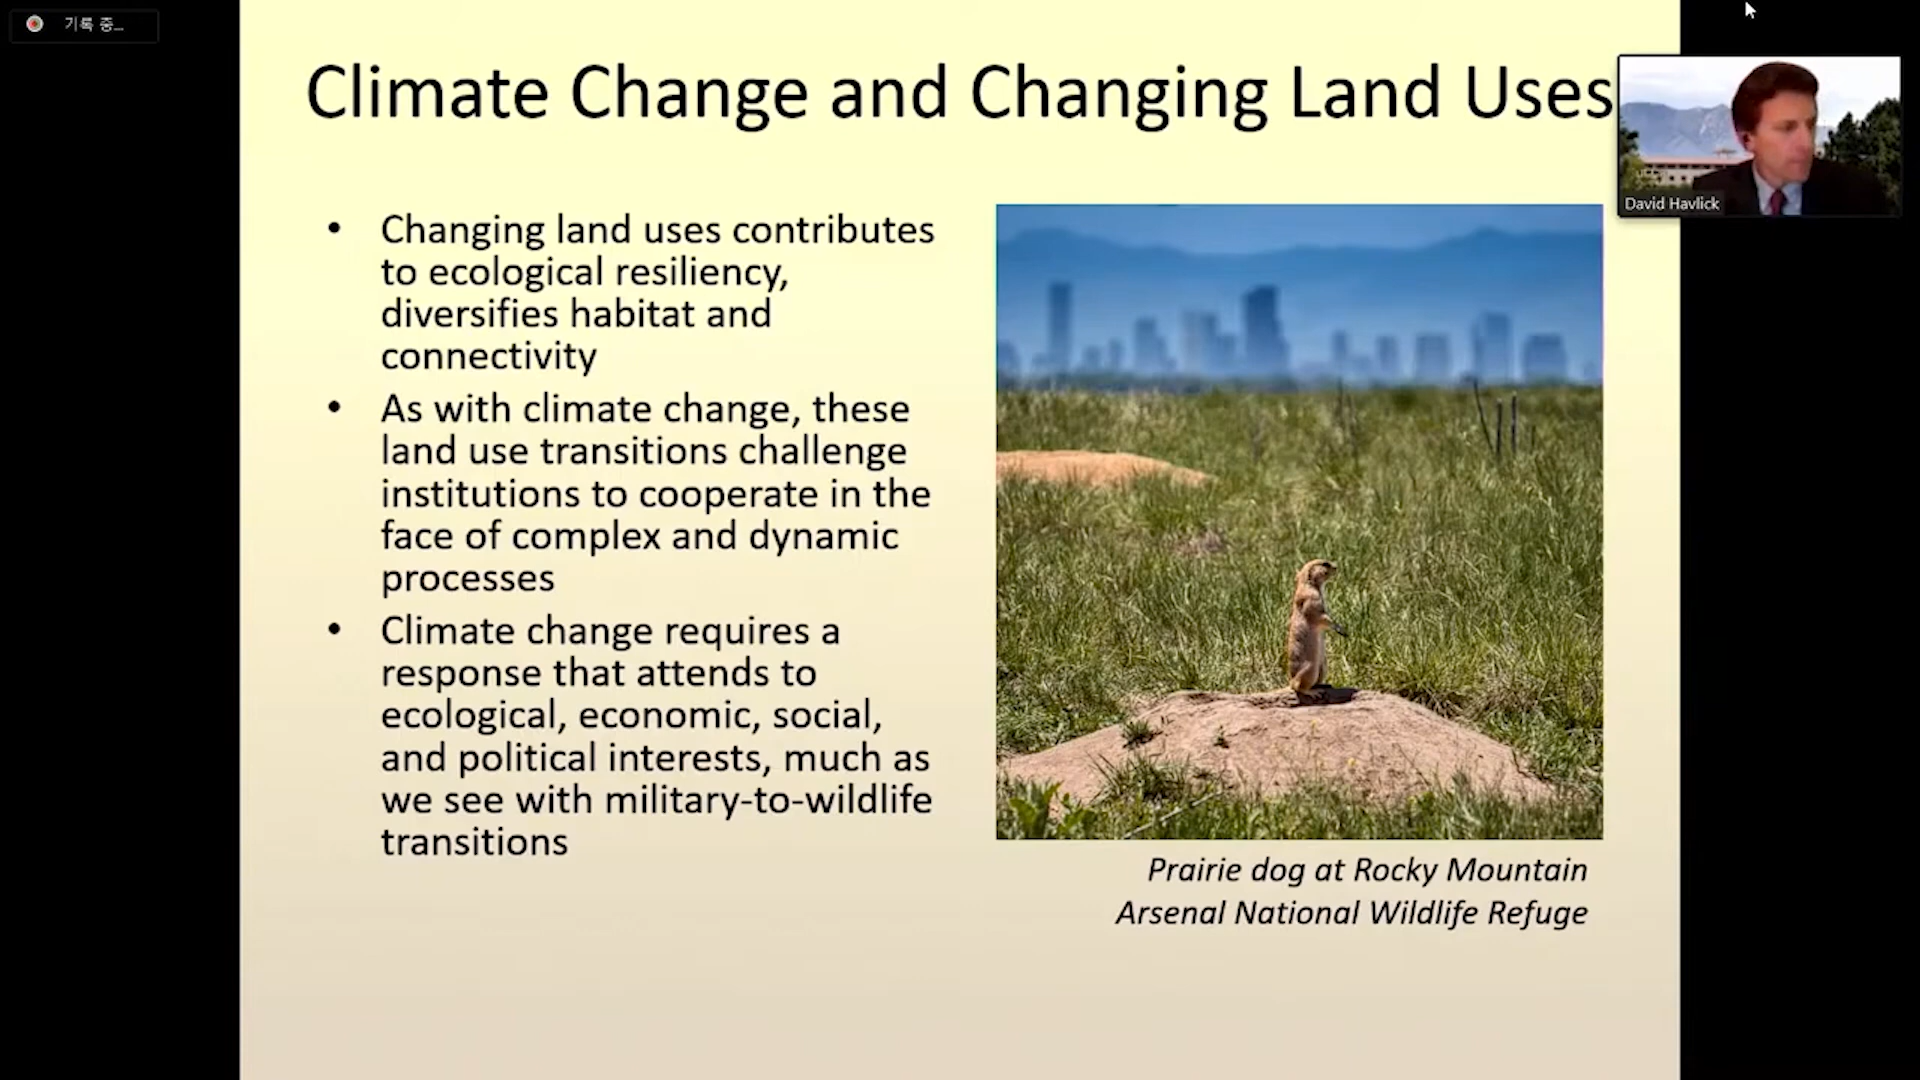 기록 중...
Climate Change and Changing Land Uses
David Havlick
• Changing land uses contributes
to ecological resiliency,
diversifies habitat and
connectivity
• As with climate change, these
land use transitions challenge
institutions to cooperate in the
face of complex and dynamic
processes
• Climate change requires a
response that attends to
ecological, economic, social,
and political interests, much as
we see with military-to-wildlife
transitions
Prairie dog at Rocky Mountain
Arsenal National Wildlife Refuge